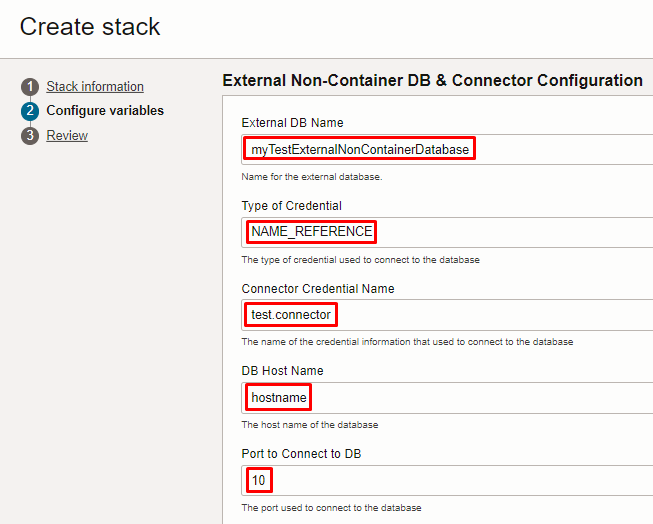 Create stack
1 Stack information
2 Configure variables
3 Review
External Non-Container DB & Connector Configuration
External DB Name
myTestExternalNonContainerDatabase
Name for the external database.
Type of Credential
NAME_REFERENCE
The type of credential used to connect to the database
Connector Credential Name
test.connector
The name of the credential information that used to connect to the database
DB Host Name
hostname
The host name of the database
Port to Connect to DB
10
The port used to connect to the database